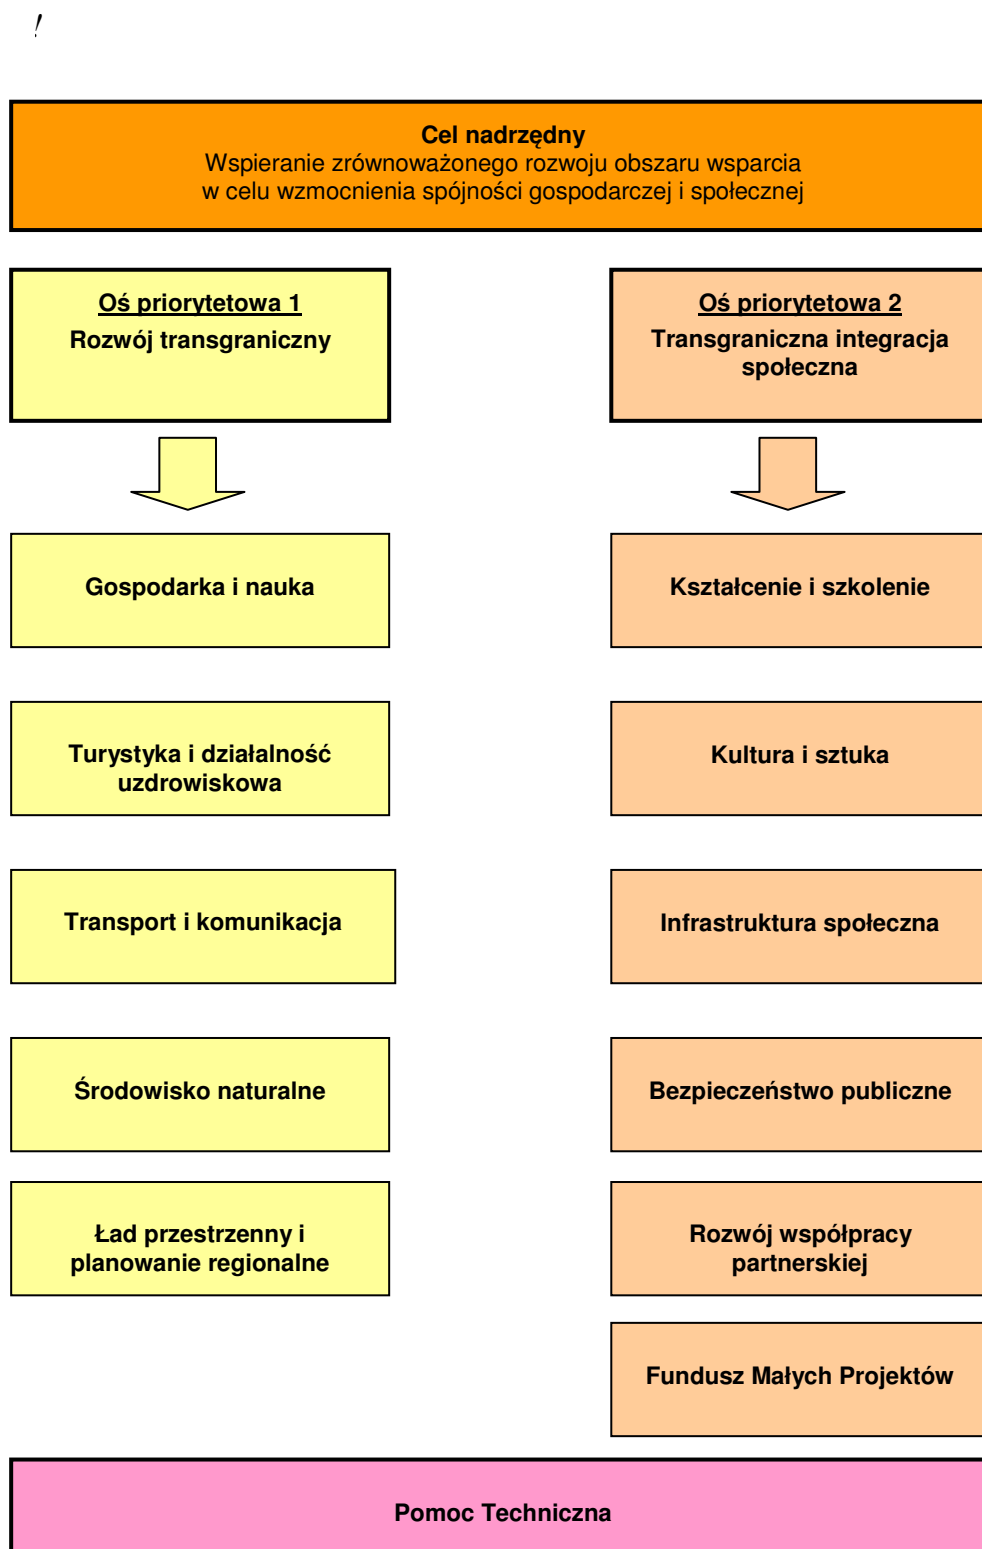 !
Cel nadrzędny
Wspieranie zrównoważonego rozwoju obszaru wsparcia
w celu wzmocnienia spójności gospodarczej i społecznej
Oś priorytetowa 1
Rozwój transgraniczny
Oś priorytetowa 2
Transgraniczna integracja
społeczna
Gospodarka i nauka
Kształcenie i szkolenie
Turystyka i działalność
uzdrowiskowa
Kultura i sztuka
Transport i komunikacja
Infrastruktura społeczna
Środowisko naturalne
Bezpieczeństwo publiczne
Ład przestrzenny i
planowanie regionalne
Rozwój współpracy
partnerskiej
Fundusz Małych Projektów
Pomoc Techniczna